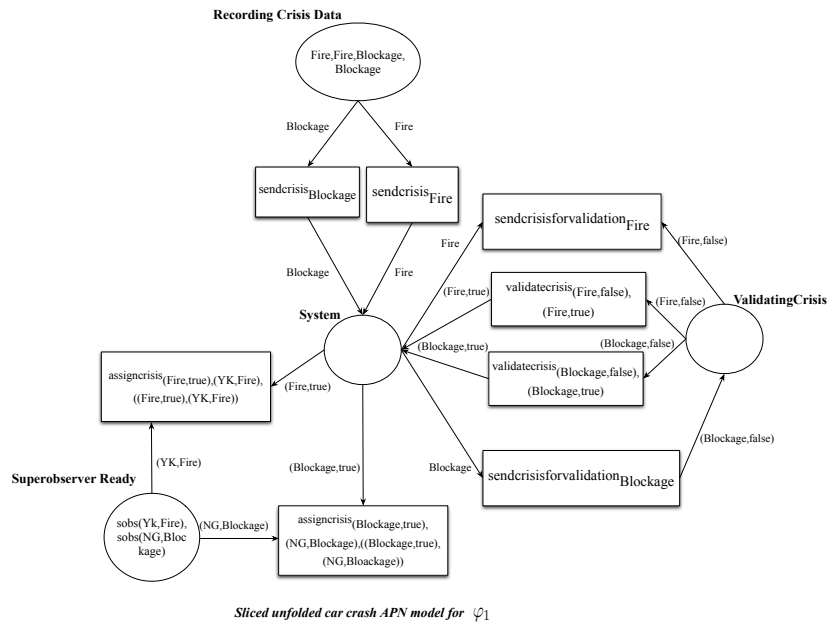 Recording Crisis Data
Fire,Fire,Blockage,
Blockage
Blockage
Fire
sendcrisisBlockage
sendcrisisFire
Blockage
Fire
System
Fire
sendcrisisforvalidationFire
(Fire,false)
(Fire,true)
validatecrisis(Fire,false),
(Fire,true)
(Fire,false)
ValidatingCrisis
(Blockage,true)
(Blockage,false)
validatecrisis(Blockage,false),
(Blockage,true)
assigncrisis(Fire,true),(YK,Fire),
((Fire,true),(YK,Fire))
(Fire,true)
(YK,Fire)
(Blockage,true)
Blockage
sendcrisisforvalidationBlockage
(Blockage,false)
Superobserver Ready
sobs(Yk,Fire),
sobs(NG,Bloc
kage)
(NG,Blockage)
assigncrisis(Blockage,true),
(NG,Blockage),((Blockage,true),
(NG,Bloackage))
Sliced unfolded car crash APN model for φ1